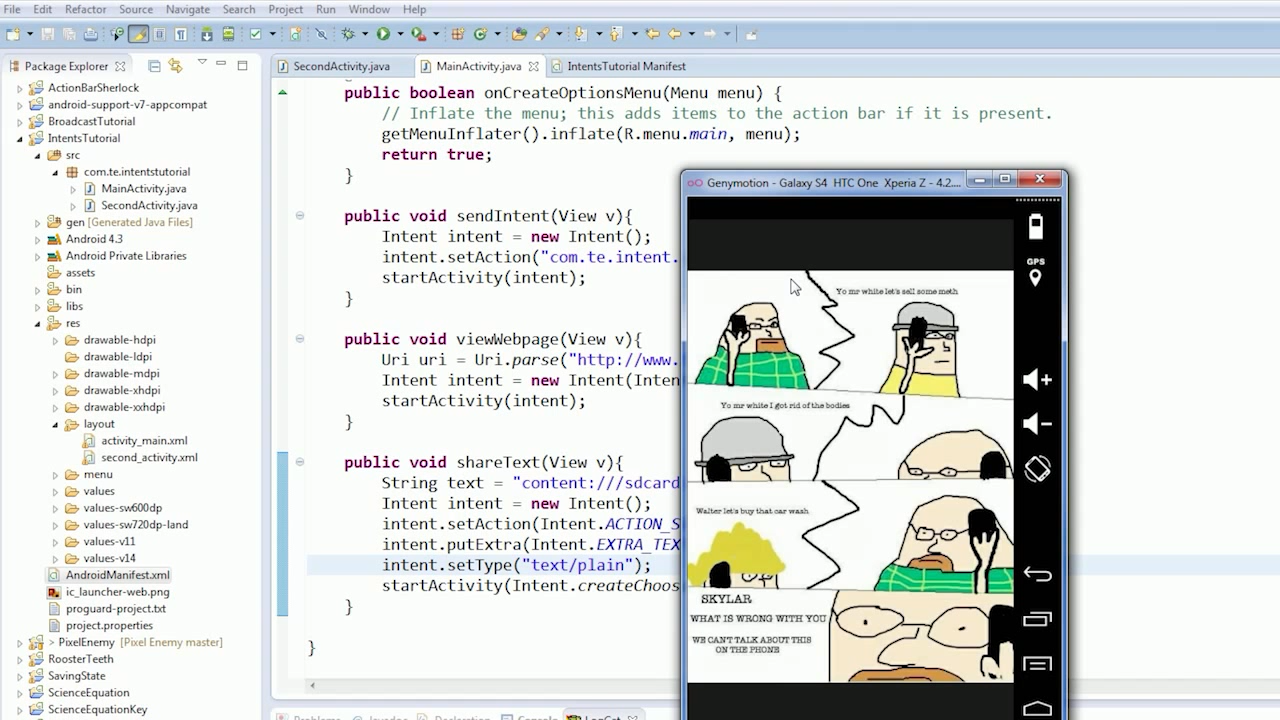 File Edit Refactor Source Navigate Search Project Run Window Help
Package Explorer
SecondActivity.java
MainActivity.java
IntentsTutorial Manifest
ActionBarSherlock
android-support-v7-appcompat
BroadcastTutorial
IntentsTutorial
src
com.te.intentstutorial
MainActivity.java
SecondActivity.java
gen [Generated Java Files]
Android 4.3
Android Private Libraries
assets
bin
libs
res
drawable-hdpi
drawable-ldpi
drawable-mdpi
drawable-xhdpi
drawable-xxhdpi
layout
activity_main.xml
second_activity.xml
menu
values
values-sw600dp
values-sw720dp-land
values-v11
values-v14
AndroidManifest.xml
ic_launcher-web.png
proguard-project.txt
project.properties
> PixelEnemy [Pixel Enemy master]
RoosterTeeth
SavingState
ScienceEquation
ScienceEquationKey
public boolean onCreateOptionsMenu(Menu menu) {
// Inflate the menu; this adds items to the action bar if it is present.
getMenuInflater().inflate(R.menu.main, menu);
return true;
}
public void sendIntent(View v){
Intent intent = new Intent();
intent.setAction("com.te.intent.
startActivity(intent);
}
public void viewWebpage(View v){
Uri uri = Uri.parse("http://www.
Intent intent = new Intent(Inten
startActivity(intent);
}
public void shareText(View v){
String text = "content:///sdcard
Intent intent = new Intent();
intent.setAction(Intent.ACTION_S
intent.putExtra(Intent.EXTRA_TEX
intent.setType("text/plain");
startActivity(Intent.createChoos
}
}
Genymotion - Galaxy S4 HTC One Xperia Z - 4.2....
GPS
Yo mr white let's sell some meth
Yo mr white I got rid of the bodies
Walter let's buy that car wash
SKYLAR
WHAT IS WRONG WITH YOU
WE CAN'T TALK ABOUT THIS
ON THE PHONE